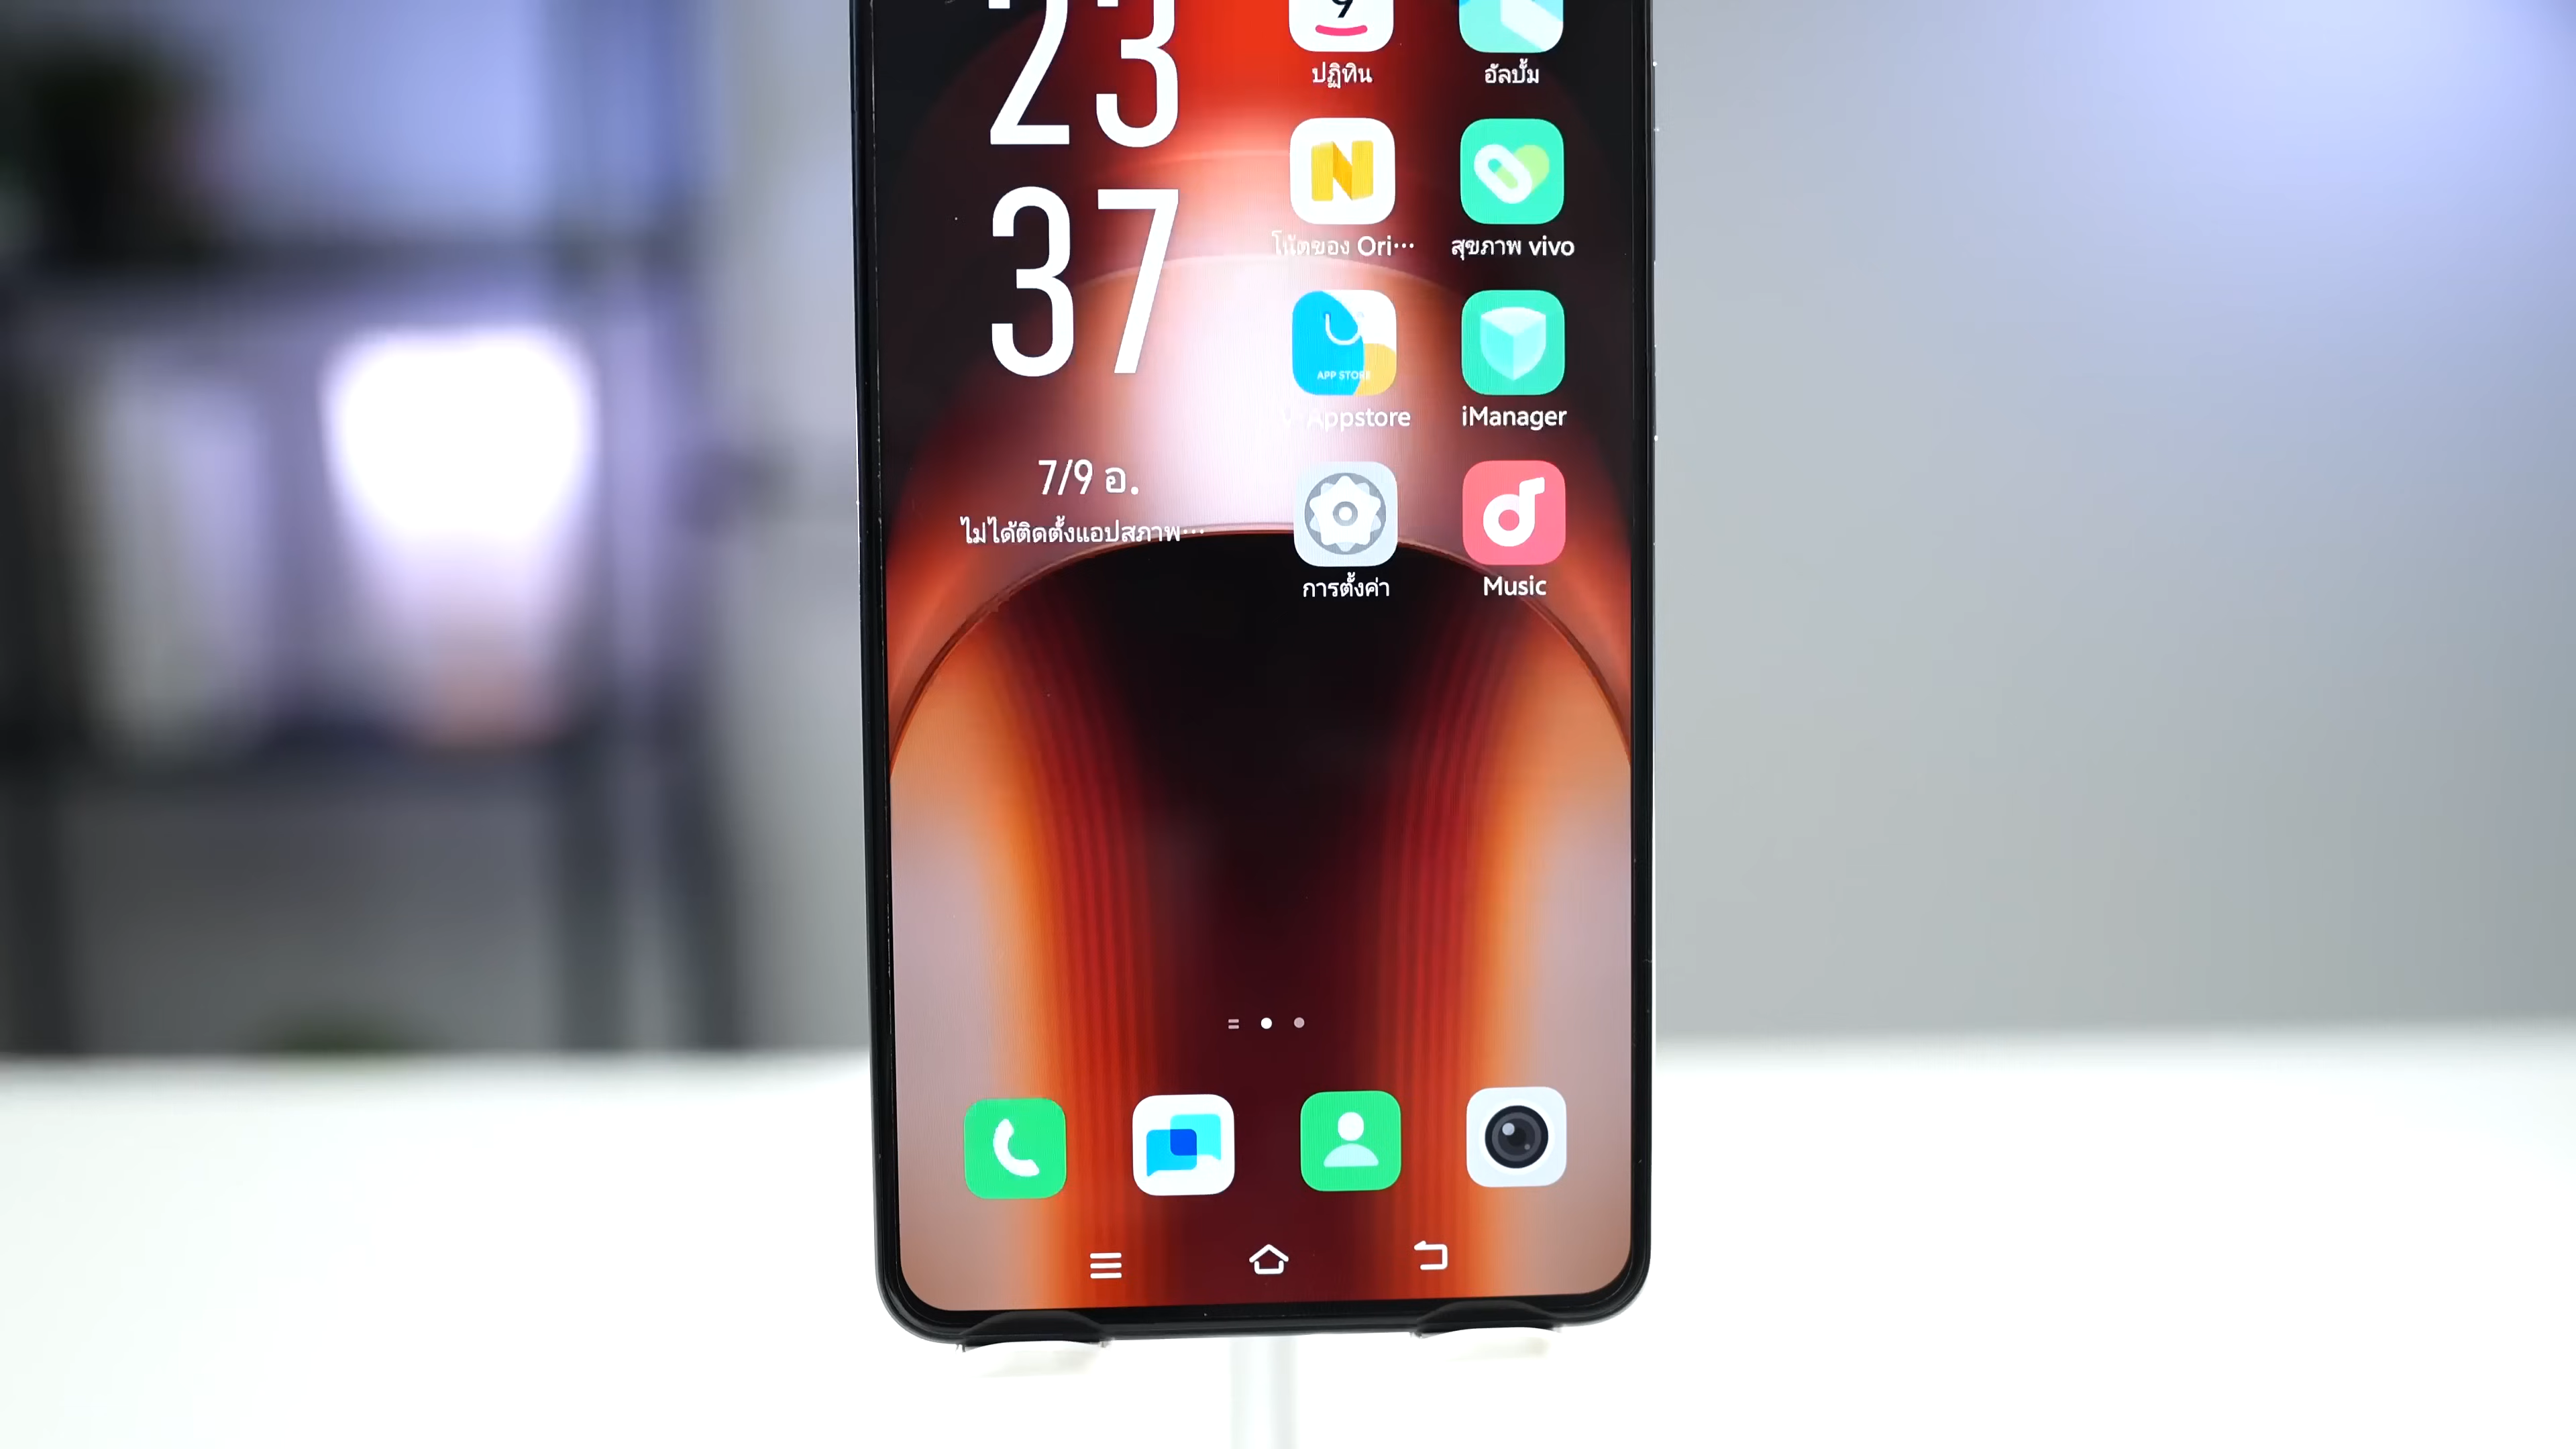 23
9
ปฏิทิน
อัลบั้ม
37
โน้ตของ Ori…
สุขภาพ vivo
APP STORE
V-Appstore
iManager
7/9 อ.
ไม่ได้ติดตั้งแอปสภาพ…
การตั้งค่า
Music